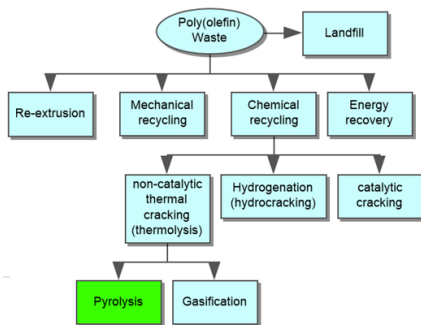 Poly(olefin)
Waste
Landfill
Re-extrusion
Mechanical
recycling
Chemical
recycling
Energy
recovery
non-catalytic
thermal
cracking
(thermolysis)
Hydrogenation
(hydrocracking)
catalytic
cracking
Pyrolysis
Gasification